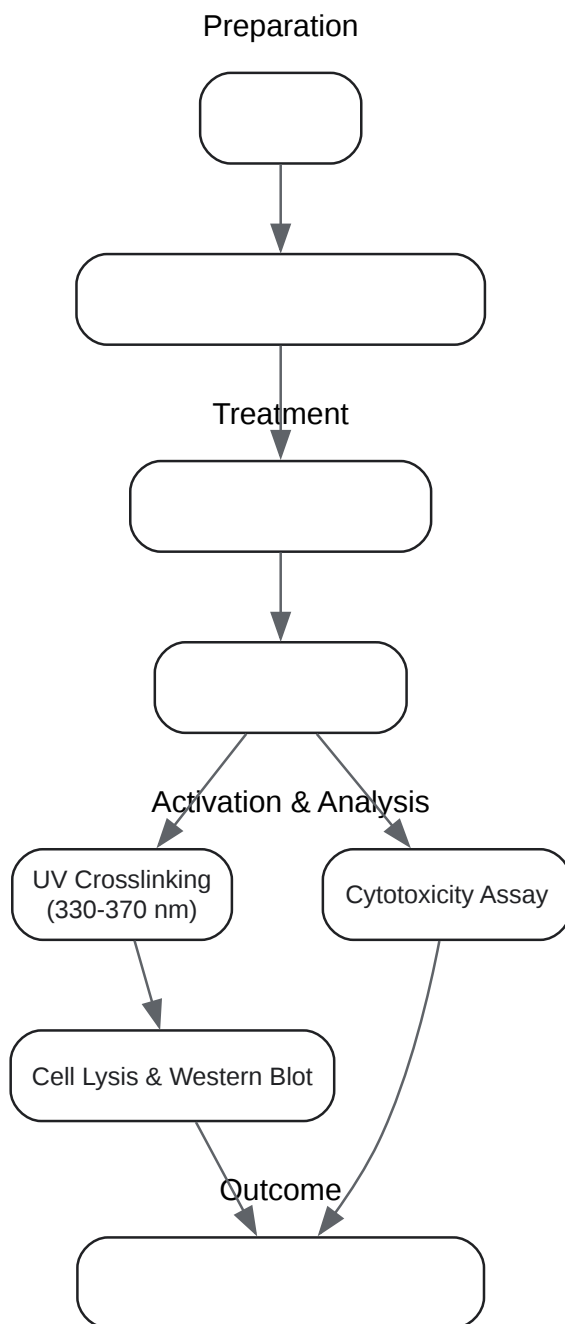 Preparation
Treatment
Activation & Analysis
UV Crosslinking
(330-370 nm)
Cytotoxicity Assay
Cell Lysis & Western Blot
Outcome